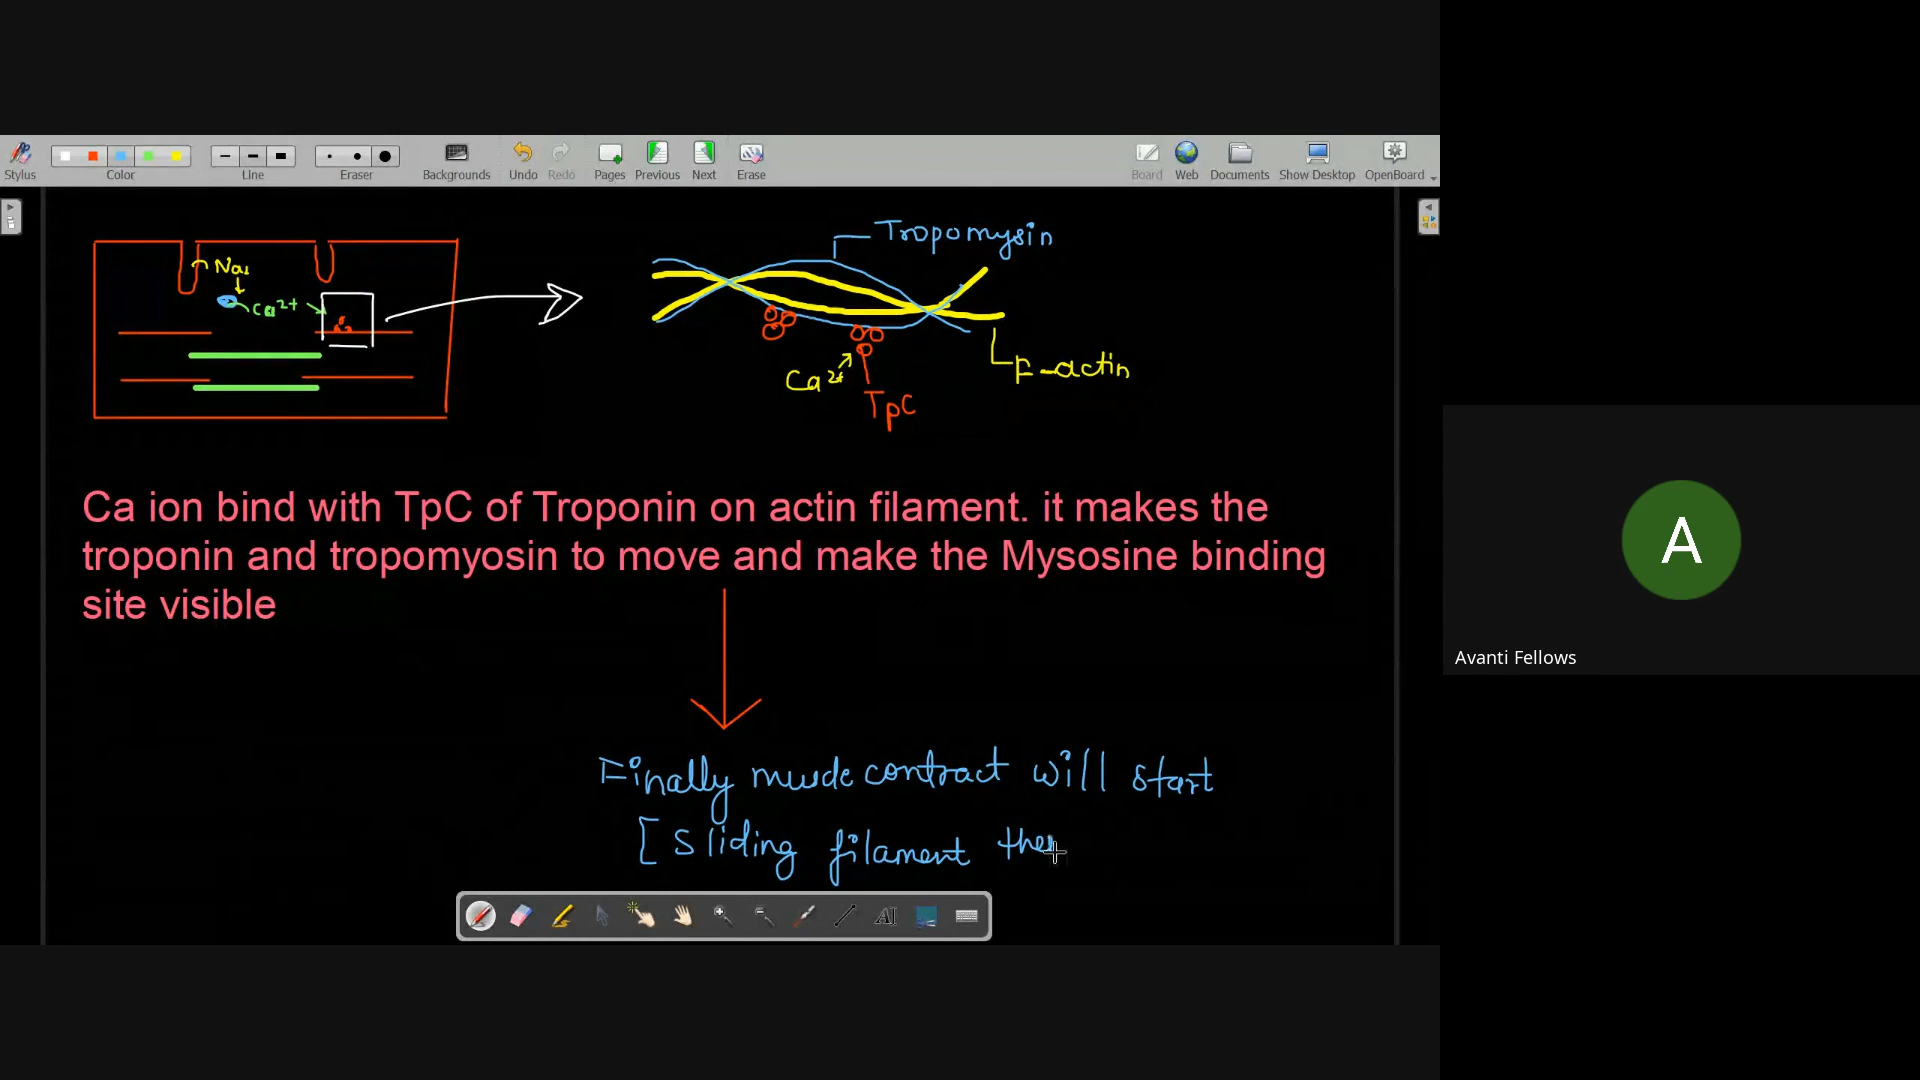 Stylus
Color
Line
Eraser
Backgrounds
Undo
Redo
Pages
Previous
Next
Erase
Board
Web
Documents
Show Desktop
OpenBoard
Tropomysin
Ca²⁺
Ca²⁺
F-actin
TpC
Ca ion bind with TpC of Troponin on actin filament. it makes the
troponin and tropomyosin to move and make the Mysosine binding
site visible
Finally muscle contract will start
[Sliding filament the
A
Avanti Fellows